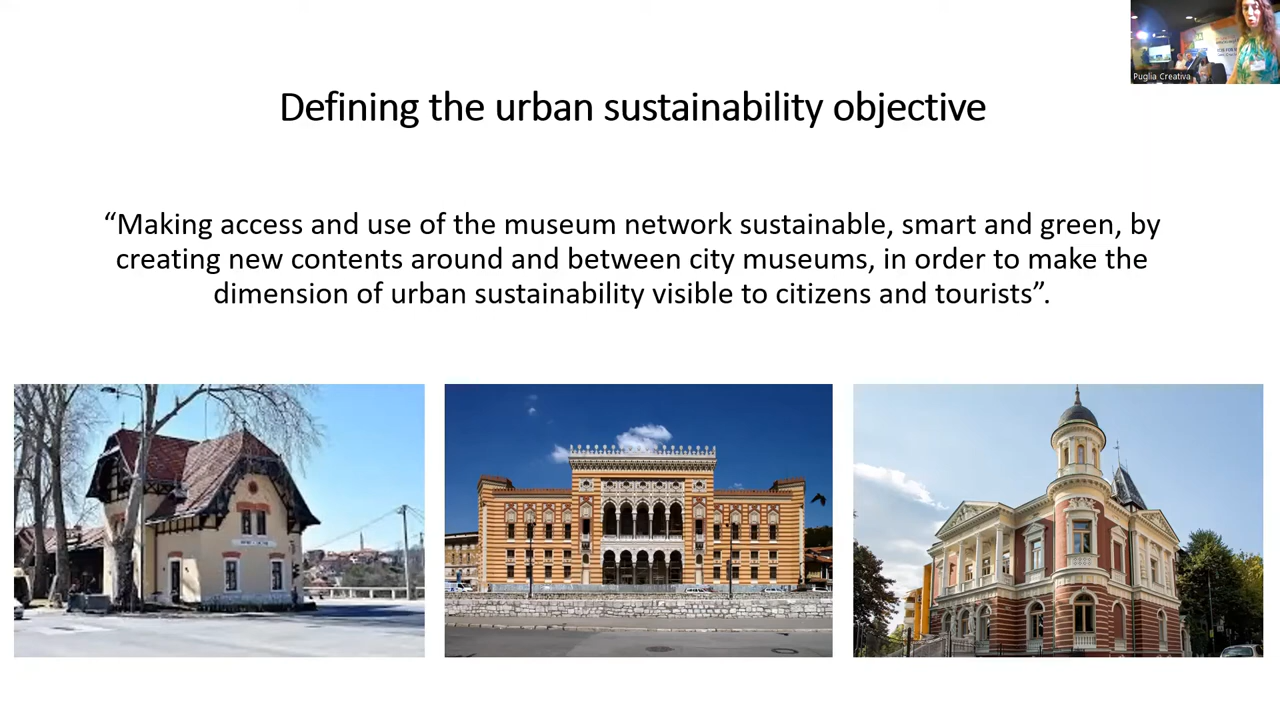 Puglia Creativa
Defining the urban sustainability objective
“Making access and use of the museum network sustainable, smart and green, by
creating new contents around and between city museums, in order to make the
dimension of urban sustainability visible to citizens and tourists”.